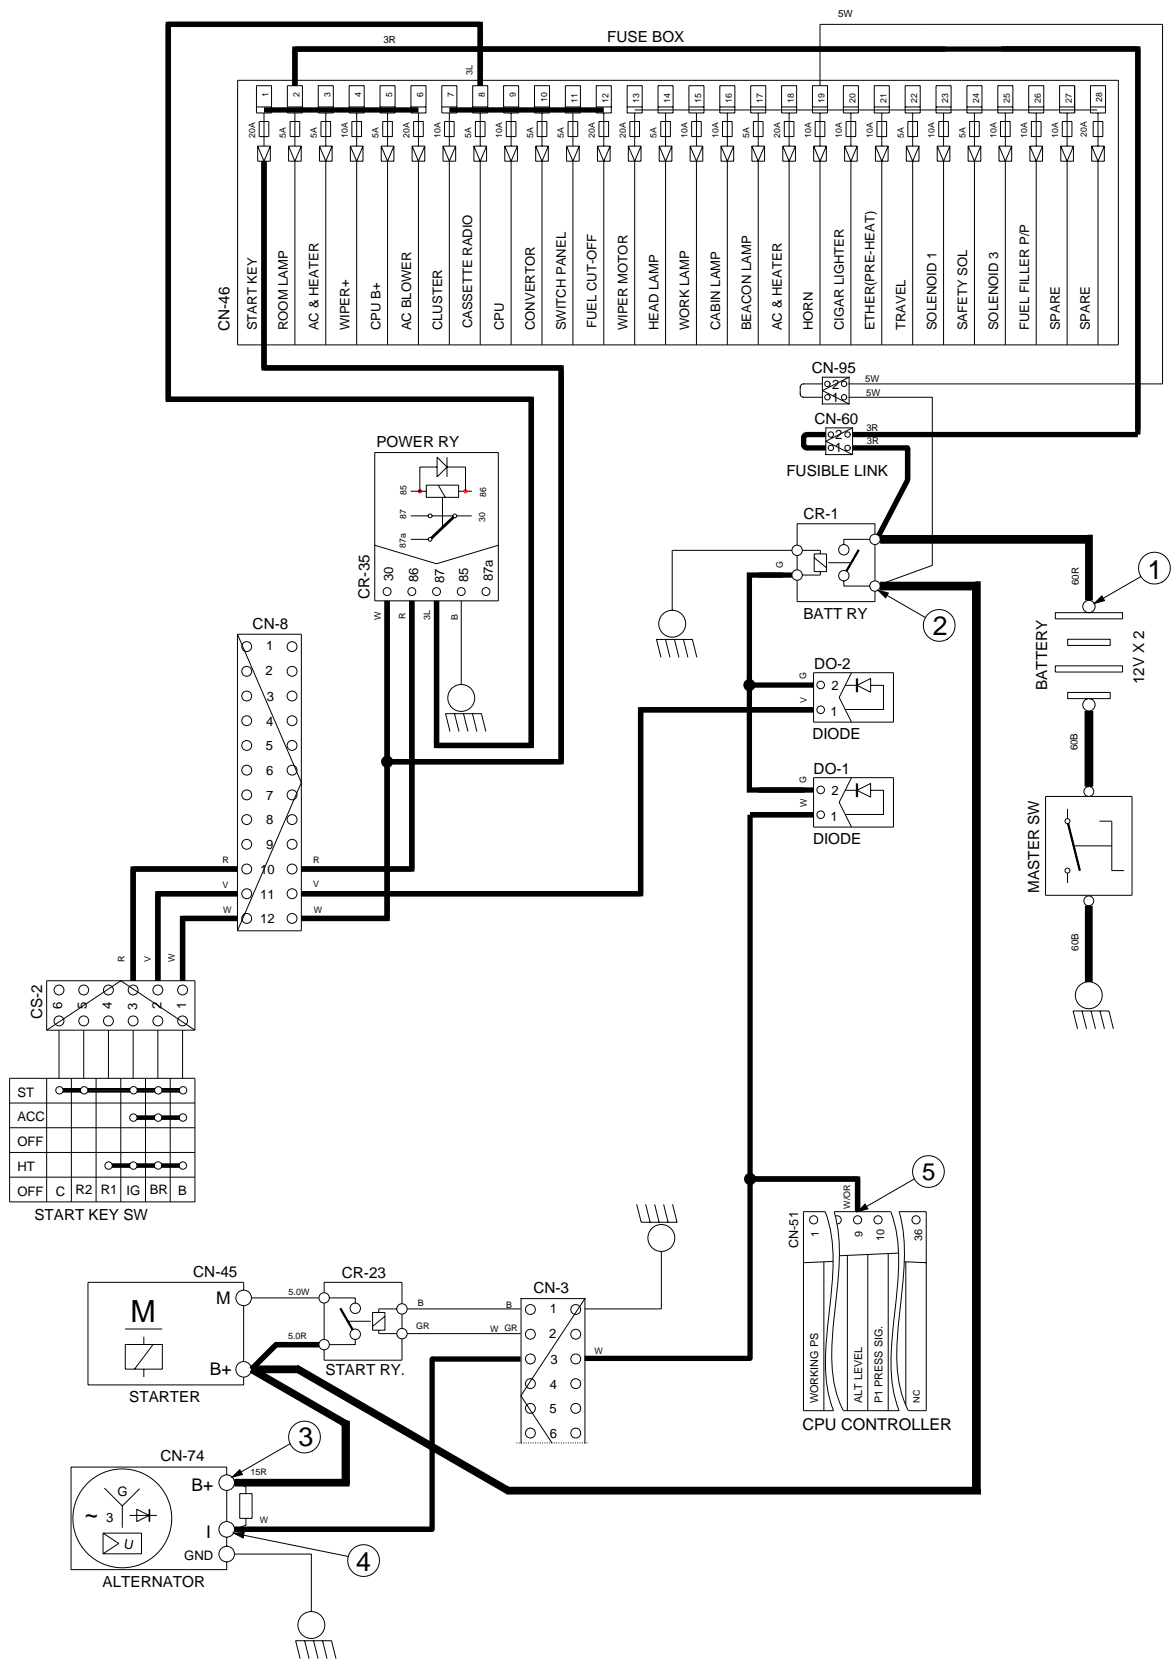 5W
3R
FUSE BOX
3L
1 2 3 4 5 6 7 8 9 10 11 12 13 14 15 16 17 18 19 20 21 22 23 24 25 26 27 28
20A 5A 5A 10A 5A 20A 10A 5A 10A 10A 10A 20A 20A 5A 10A 10A 10A 10A 10A 10A 10A 5A 10A 5A 10A 10A 10A 20A
CN-46
START KEY
ROOM LAMP
AC & HEATER
WIPER+
CPU B+
AC BLOWER
CLUSTER
CASSETTE RADIO
CPU
CONVERTOR
SWITCH PANEL
FUEL CUT-OFF
WIPER MOTOR
HEAD LAMP
WORK LAMP
CABIN LAMP
BEACON LAMP
AC & HEATER
HORN
CIGAR LIGHTER
ETHER(PRE-HEAT)
TRAVEL
SOLENOID 1
SAFETY SOL
SOLENOID 3
FUEL FILLER P/P
SPARE
SPARE
CN-95
2 5W
1 5W
CN-60
2 3R
1 3R
FUSIBLE LINK
POWER RY
85 86
87 30
87a
CR-35
30 86 87 85 87a
W R 3L B
CR-1
G
BATT RY
1
2
60R
BATTERY
12V X 2
60B
MASTER SW
60B
DO-2
G 2
V 1
DIODE
DO-1
G 2
W 1
DIODE
CN-8
1
2
3
4
5
6
7
8
9
R 10 R
V 11 V
W 12 W
R V W
CS-2
6 5 4 3 2 1
ST
ACC
OFF
HT
OFF C R2 R1 IG BR B
START KEY SW
5
W/OR
CN-51
1 9 10 36
WORKING PS
ALT LEVEL
P1 PRESS SIG.
NC
CPU CONTROLLER
CN-45
M
M
B+
STARTER
5.0W
5.0R
CR-23
START RY.
B B
GR W GR
CN-3
1
2
3 W
4
5
6
CN-74
3
B+ 15R
G
~ 3
U
I W
GND
4
ALTERNATOR